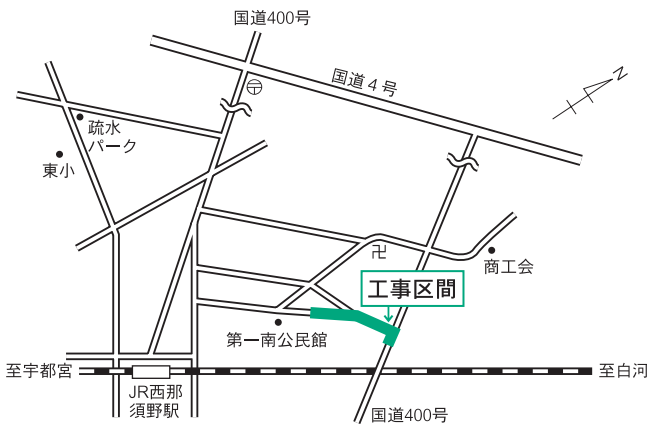 国道400号
国道4号
N
疏水
パーク
東小
商工会
工事区間
第一南公民館
至宇都宮
至白河
JR西那
須野駅
国道400号